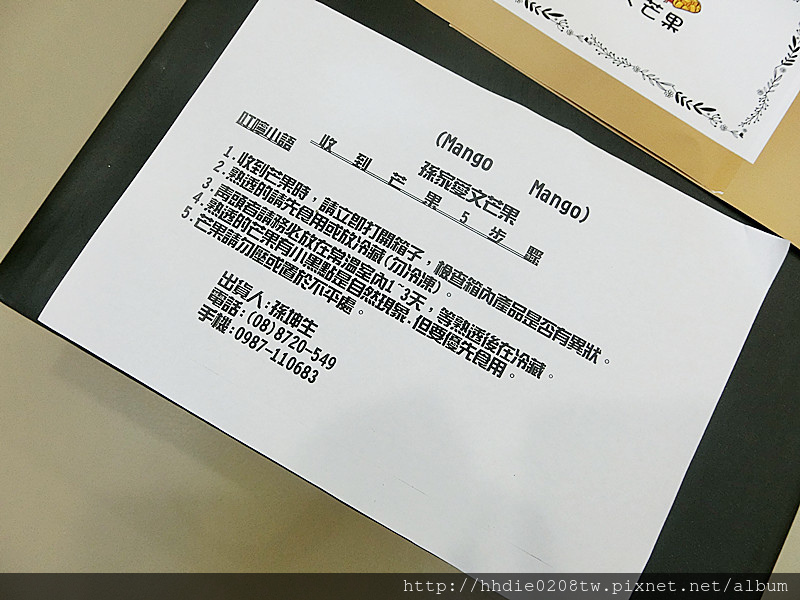 芒果
(Mango Mango)
孫家愛文芒果
叮嚀小語 收到芒果5步驟
1.收到芒果時，請立即打開箱子，檢查箱內產品是否有異狀。
2.熟透的請先食用或放冷藏(勿冷凍)。
3.青頭者請務必放在常溫室內1~3天，等熟透後在冷藏。
4.熟透的芒果有小黑點是自然現象.但要優先食用。
5.芒果請勿壓或置於不平處。
出貨人:孫坤生
電話:(08)8720-549
手機:0987-110683
http://hhdie0208tw.pixnet.net/album